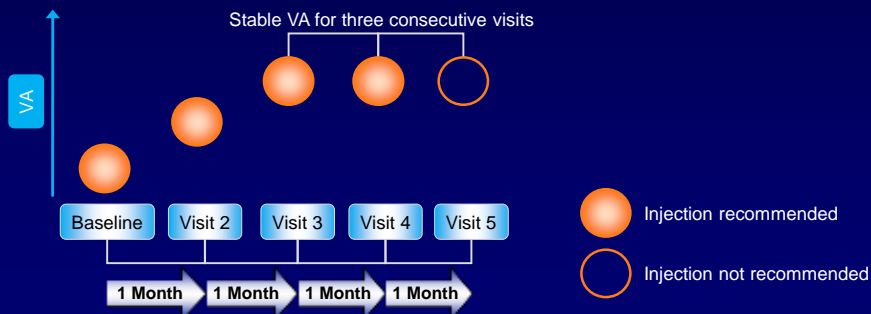 Stable VA for three consecutive visits
VA
Baseline
Visit 2
Visit 3
Visit 4
Visit 5
Injection recommended
Injection not recommended
1 Month
1 Month
1 Month
1 Month